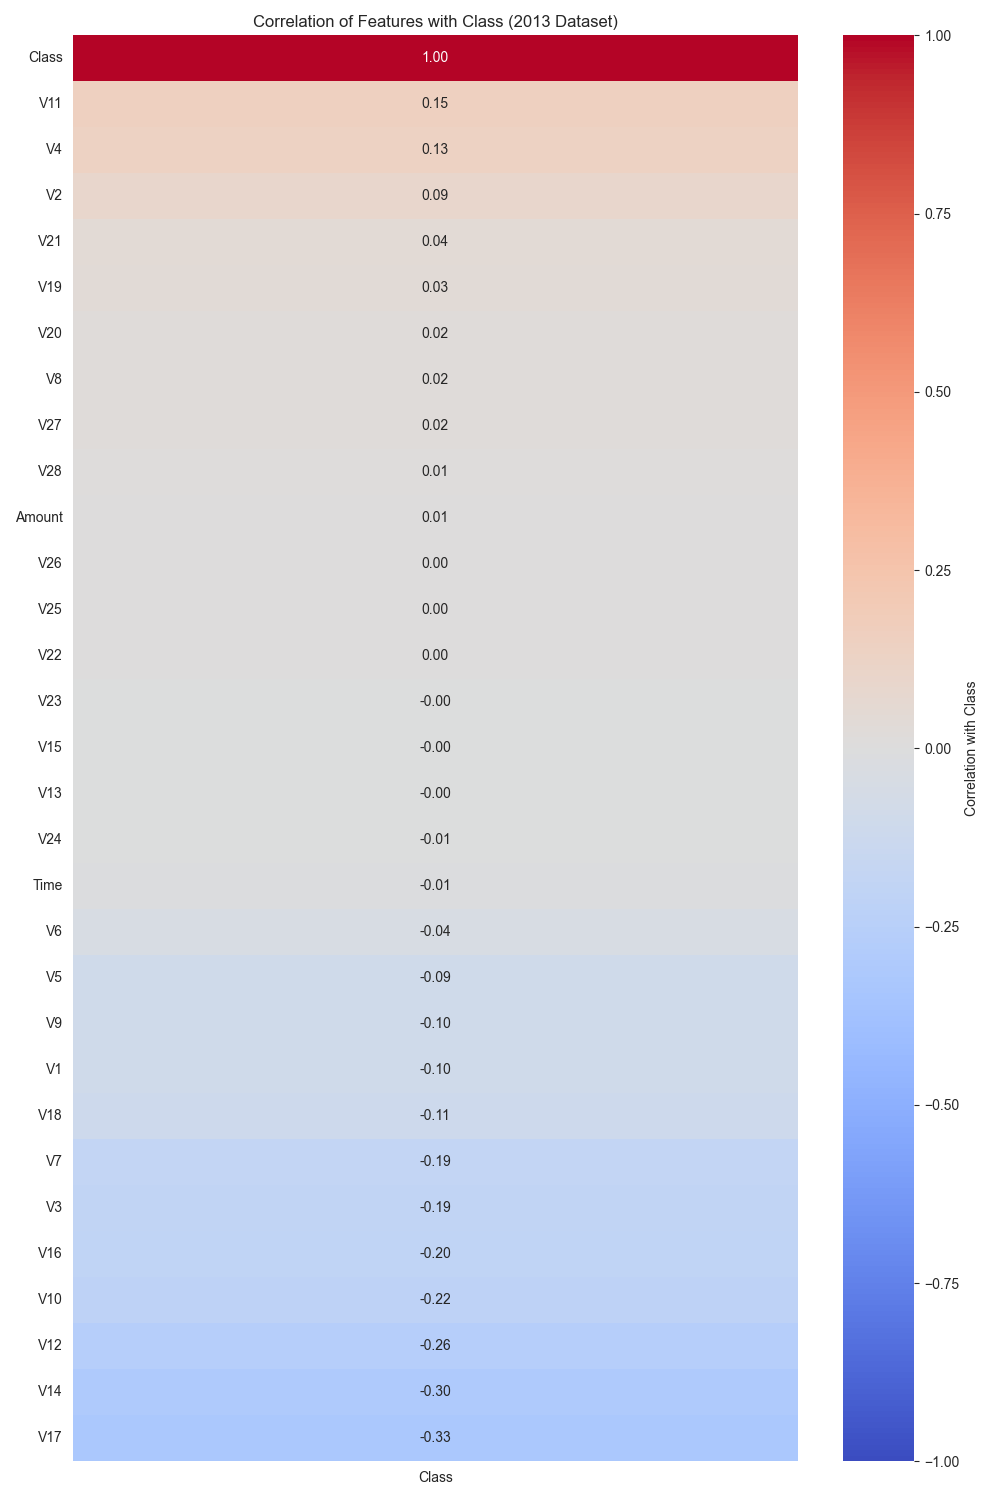 Correlation of Features with Class (2013 Dataset)
Class 1.00
V11 0.15
V4 0.13
V2 0.09
V21 0.04
V19 0.03
V20 0.02
V8 0.02
V27 0.02
V28 0.01
Amount 0.01
V26 0.00
V25 0.00
V22 0.00
V23 -0.00
V15 -0.00
V13 -0.00
V24 -0.01
Time -0.01
V6 -0.04
V5 -0.09
V9 -0.10
V1 -0.10
V18 -0.11
V7 -0.19
V3 -0.19
V16 -0.20
V10 -0.22
V12 -0.26
V14 -0.30
V17 -0.33
Class
1.00
0.75
0.50
0.25
0.00
−0.25
−0.50
−0.75
−1.00
Correlation with Class